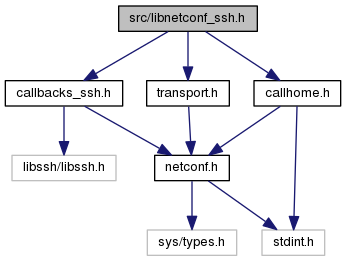 src/libnetconf_ssh.h
callbacks_ssh.h
transport.h
callhome.h
libssh/libssh.h
netconf.h
sys/types.h
stdint.h